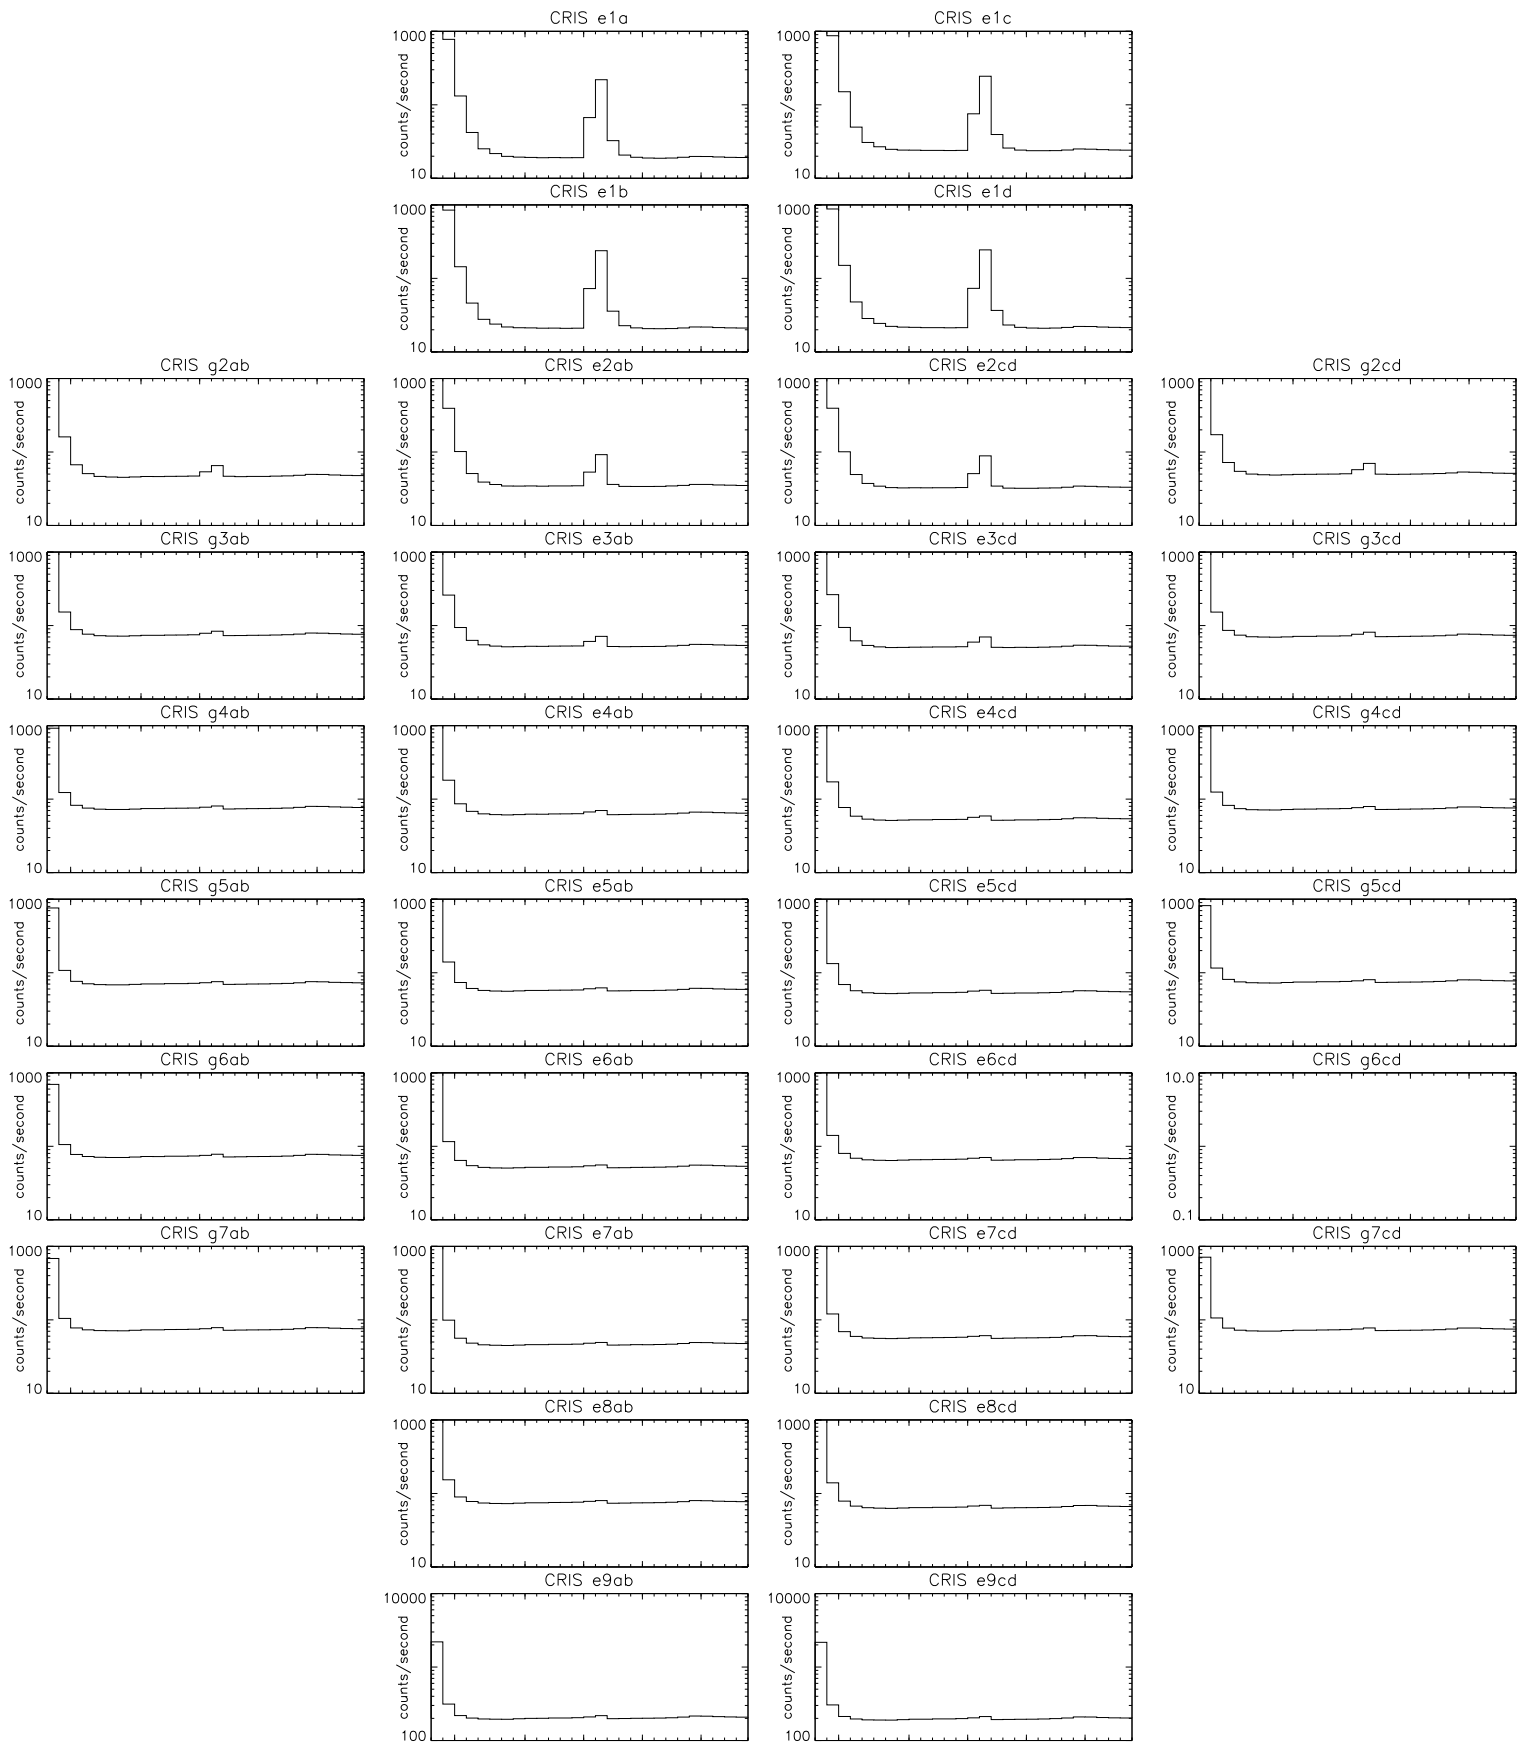 CRIS e1a CRIS e1c
1000 1000
counts/second counts/second
10 10
CRIS e1b CRIS e1d
1000 1000
counts/second counts/second
10 10
CRIS g2ab CRIS e2ab CRIS e2cd CRIS g2cd
1000 1000 1000 1000
counts/second counts/second counts/second counts/second
10 10 10 10
CRIS g3ab CRIS e3ab CRIS e3cd CRIS g3cd
1000 1000 1000 1000
counts/second counts/second counts/second counts/second
10 10 10 10
CRIS g4ab CRIS e4ab CRIS e4cd CRIS g4cd
1000 1000 1000 1000
counts/second counts/second counts/second counts/second
10 10 10 10
CRIS g5ab CRIS e5ab CRIS e5cd CRIS g5cd
1000 1000 1000 1000
counts/second counts/second counts/second counts/second
10 10 10 10
CRIS g6ab CRIS e6ab CRIS e6cd CRIS g6cd
1000 1000 1000 10.0
counts/second counts/second counts/second counts/second
10 10 10 0.1
CRIS g7ab CRIS e7ab CRIS e7cd CRIS g7cd
1000 1000 1000 1000
counts/second counts/second counts/second counts/second
10 10 10 10
CRIS e8ab CRIS e8cd
1000 1000
counts/second counts/second
10 10
CRIS e9ab CRIS e9cd
10000 10000
counts/second counts/second
100 100